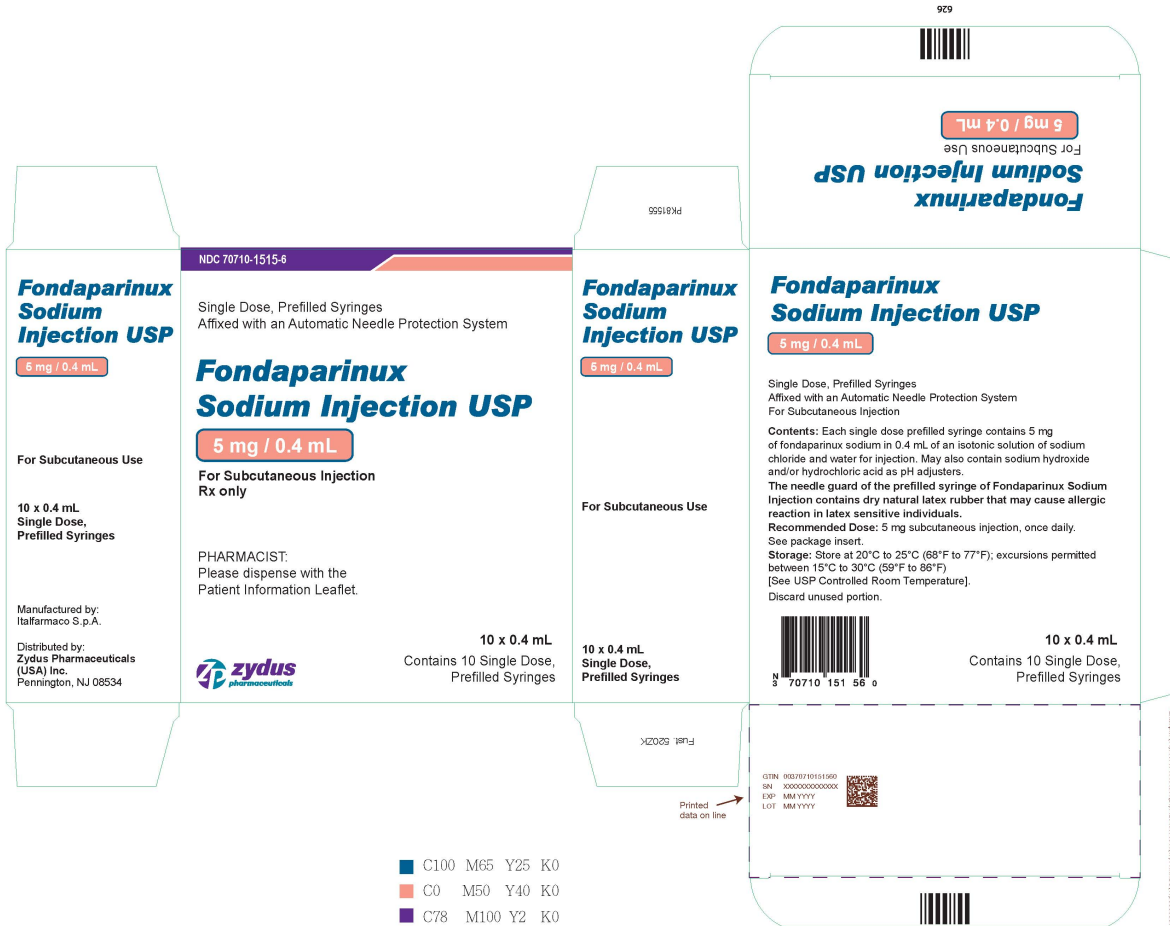 626
5 mg / 0.4 mL
For Subcutaneous Use
Fondaparinux
Sodium Injection USP
PK81555
Fondaparinux
Sodium
Injection USP
5 mg / 0.4 mL
For Subcutaneous Use
10 x 0.4 mL
Single Dose,
Prefilled Syringes
Manufactured by:
Italfarmaco S.p.A.
Distributed by:
Zydus Pharmaceuticals
(USA) Inc.
Pennington, NJ 08534
NDC 70710-1515-6
Single Dose, Prefilled Syringes
Affixed with an Automatic Needle Protection System
Fondaparinux
Sodium Injection USP
5 mg / 0.4 mL
For Subcutaneous Injection
Rx only
PHARMACIST:
Please dispense with the
Patient Information Leaflet.
zydus
pharmaceuticals
10 x 0.4 mL
Contains 10 Single Dose,
Prefilled Syringes
Fondaparinux
Sodium
Injection USP
5 mg / 0.4 mL
For Subcutaneous Use
10 x 0.4 mL
Single Dose,
Prefilled Syringes
Fust. 520ZK
Fondaparinux
Sodium Injection USP
5 mg / 0.4 mL
Single Dose, Prefilled Syringes
Affixed with an Automatic Needle Protection System
For Subcutaneous Injection
Contents: Each single dose prefilled syringe contains 5 mg
of fondaparinux sodium in 0.4 mL of an isotonic solution of sodium
chloride and water for injection. May also contain sodium hydroxide
and/or hydrochloric acid as pH adjusters.
The needle guard of the prefilled syringe of Fondaparinux Sodium
Injection contains dry natural latex rubber that may cause allergic
reaction in latex sensitive individuals.
Recommended Dose: 5 mg subcutaneous injection, once daily.
See package insert.
Storage: Store at 20°C to 25°C (68°F to 77°F); excursions permitted
between 15°C to 30°C (59°F to 86°F)
[See USP Controlled Room Temperature].
Discard unused portion.
N
3 70710 151 56 0
10 x 0.4 mL
Contains 10 Single Dose,
Prefilled Syringes
GTIN 00370710151560
SN XXXXXXXXXXXXX
EXP MM YYYY
LOT MM YYYY
Printed
data on line
C100 M65 Y25 K0
C0 M50 Y40 K0
C78 M100 Y2 K0